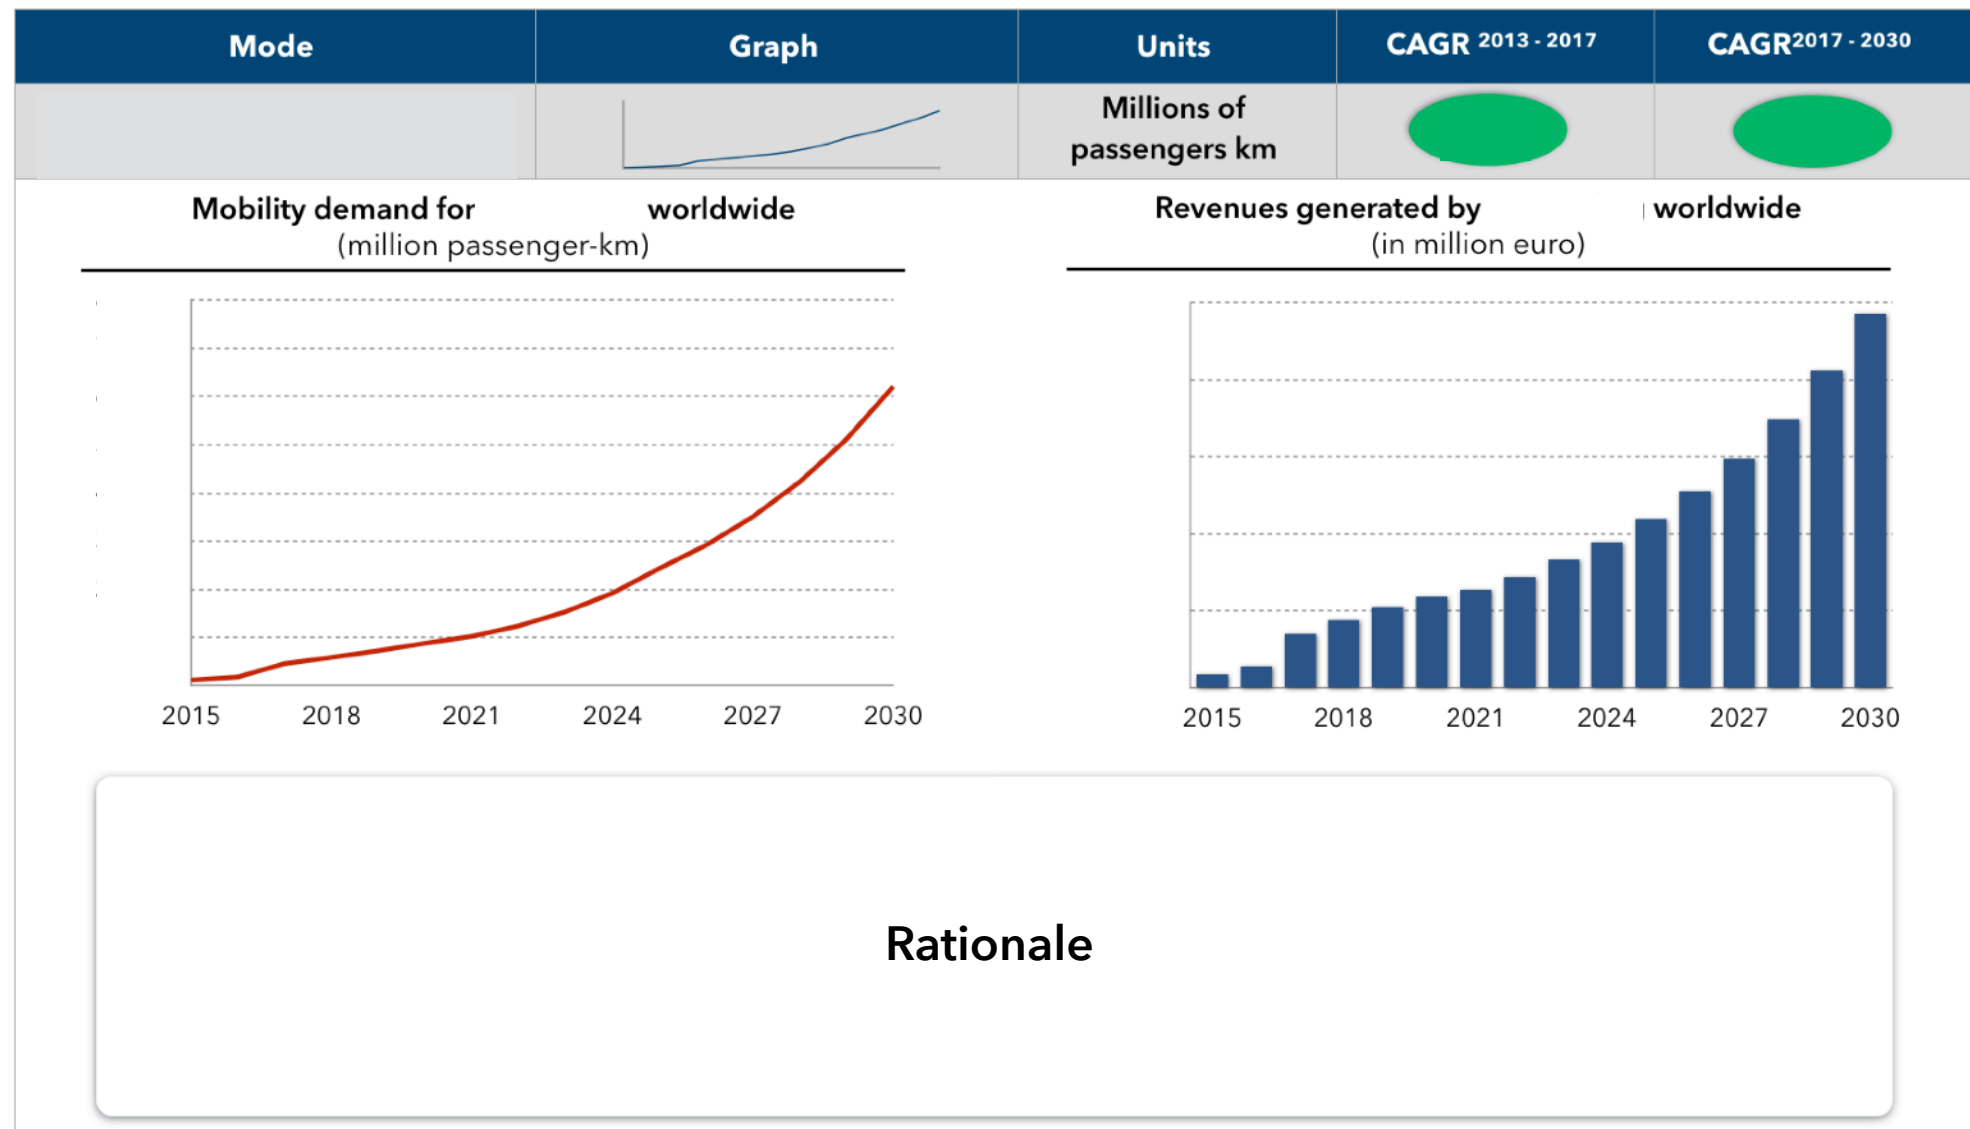 Mode Graph Units CAGR 2013 - 2017 CAGR2017 - 2030
Millions of
passengers km
Mobility demand for worldwide
(million passenger-km)
Revenues generated by worldwide
(in million euro)
2015 2018 2021 2024 2027 2030
2015 2018 2021 2024 2027 2030
Rationale